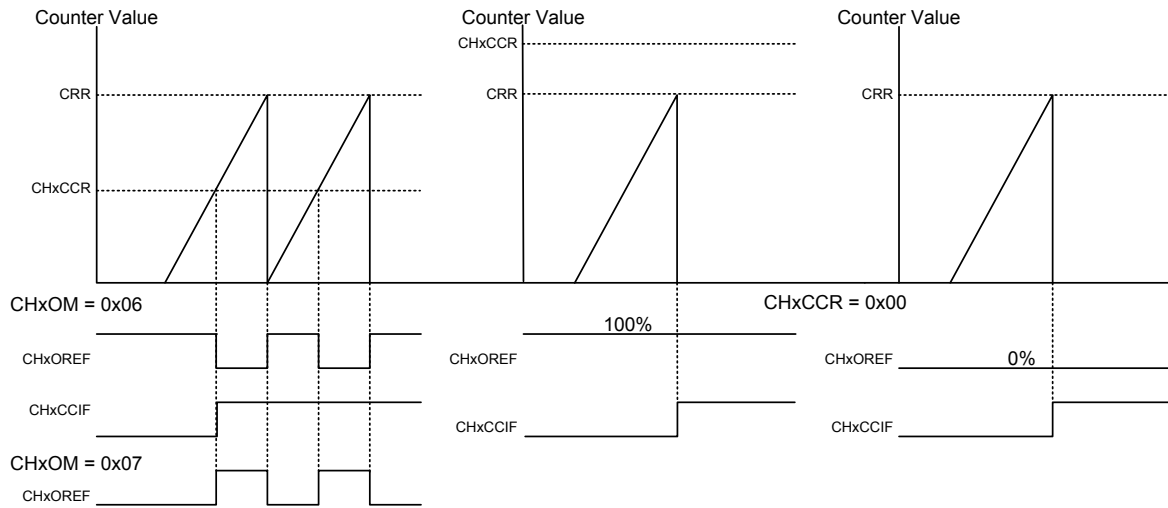 Counter Value
CRR
CHxCCR
CHxOM = 0x06
CHxOREF
CHxCCIF
CHxOM = 0x07
CHxOREF
Counter Value
CHxCCR
CRR
100%
CHxOREF
CHxCCIF
Counter Value
CRR
CHxCCR = 0x00
CHxOREF
0%
CHxCCIF